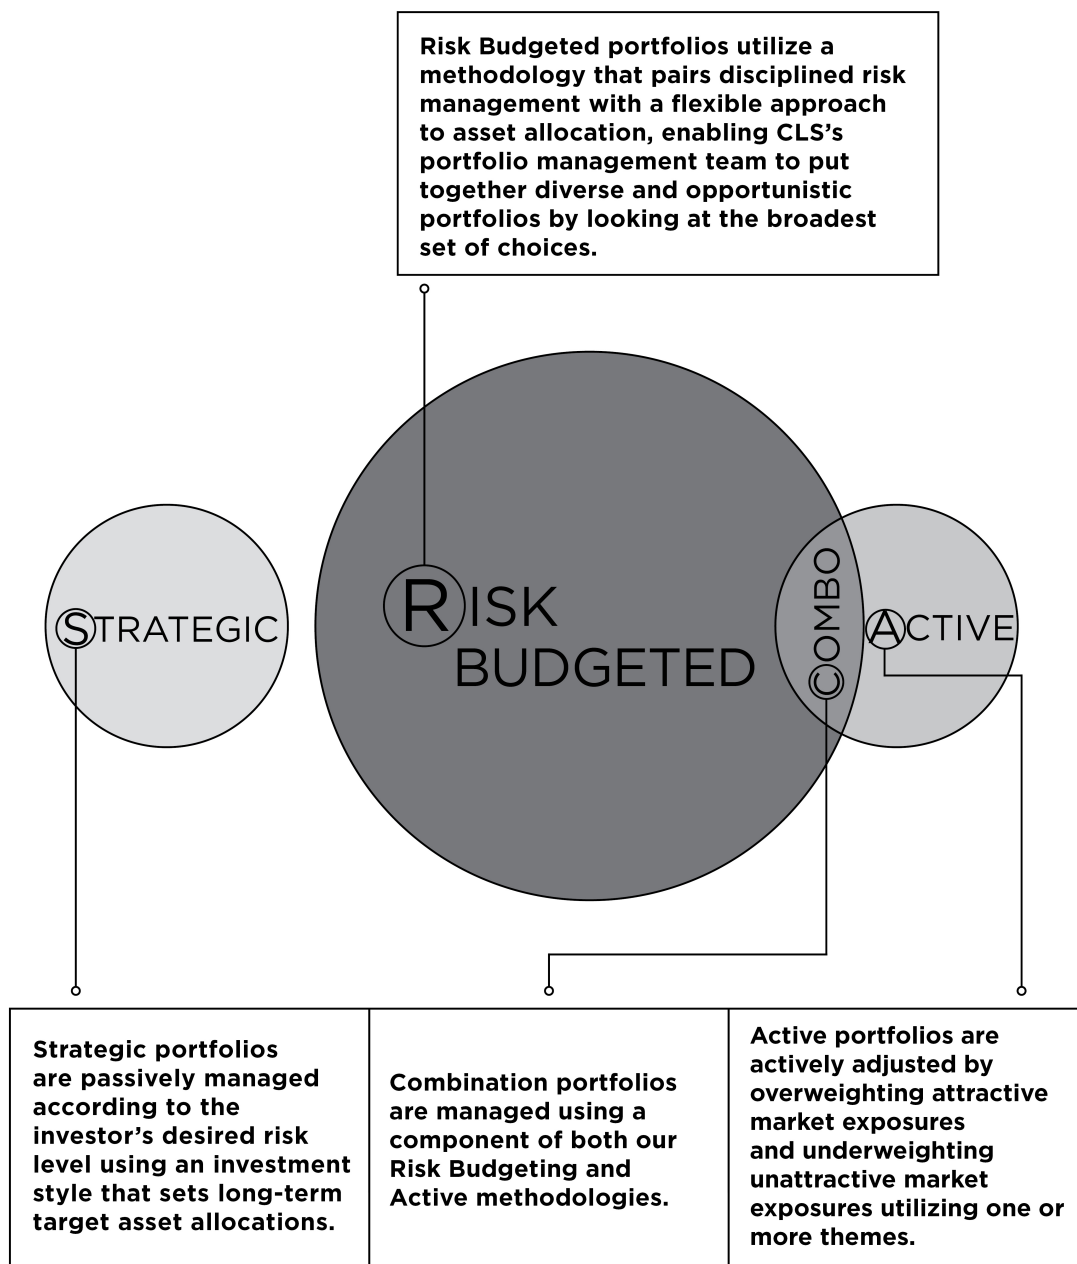 Risk Budgeted portfolios utilize a
methodology that pairs disciplined risk
management with a flexible approach
to asset allocation, enabling CLS’s
portfolio management team to put
together diverse and opportunistic
portfolios by looking at the broadest
set of choices.
STRATEGIC
RISK
BUDGETED
COMBO
ACTIVE
Strategic portfolios
are passively managed
according to the
investor’s desired risk
level using an investment
style that sets long-term
target asset allocations.
Combination portfolios
are managed using a
component of both our
Risk Budgeting and
Active methodologies.
Active portfolios are
actively adjusted by
overweighting attractive
market exposures
and underweighting
unattractive market
exposures utilizing one or
more themes.